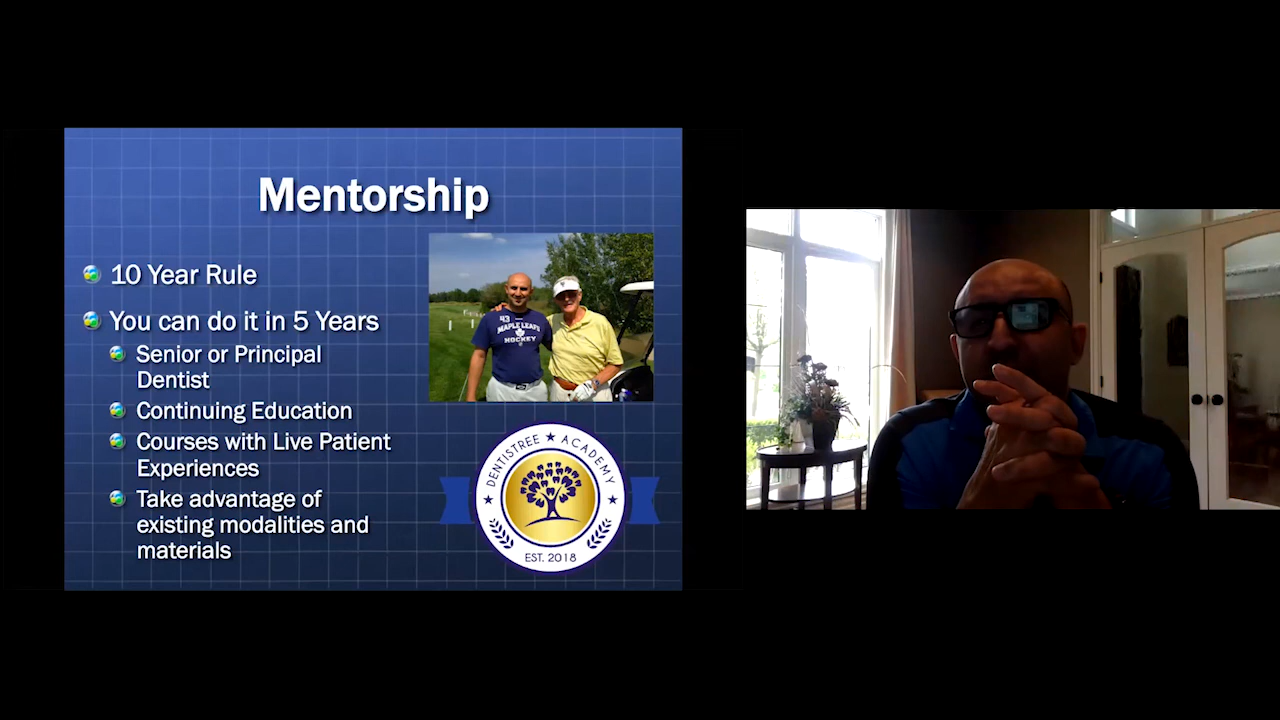 Mentorship
10 Year Rule
You can do it in 5 Years
Senior or Principal
Dentist
Continuing Education
Courses with Live Patient
Experiences
Take advantage of
existing modalities and
materials
43
MAPLE LEAFS
HOCKEY
DENTISTREE ★ ACADEMY
EST. 2018